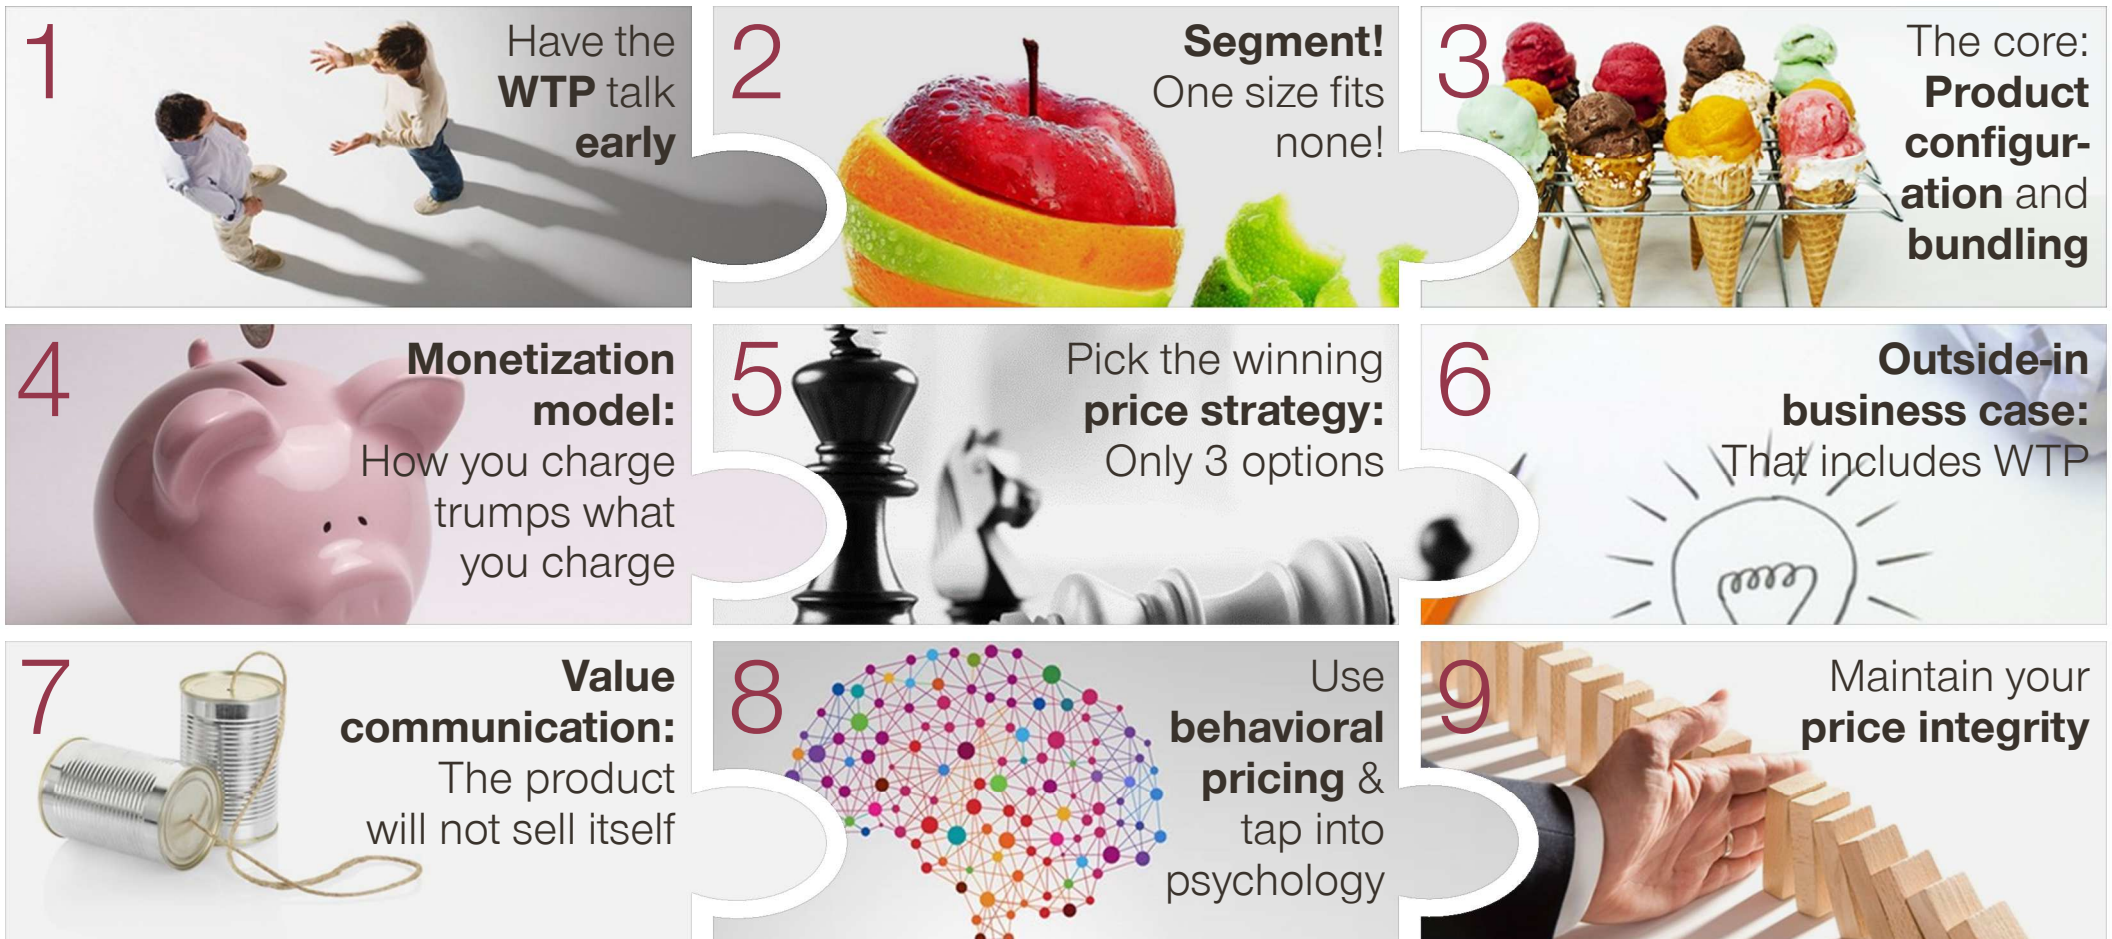 1
Have the
WTP talk
early
2
Segment!
One size fits
none!
3
The core:
Product
configur-
ation and
bundling
4
Monetization
model:
How you charge
trumps what
you charge
5
Pick the winning
price strategy:
Only 3 options
6
Outside-in
business case:
That includes WTP
7
Value
communication:
The product
will not sell itself
8
Use
behavioral
pricing &
tap into
psychology
9
Maintain your
price integrity